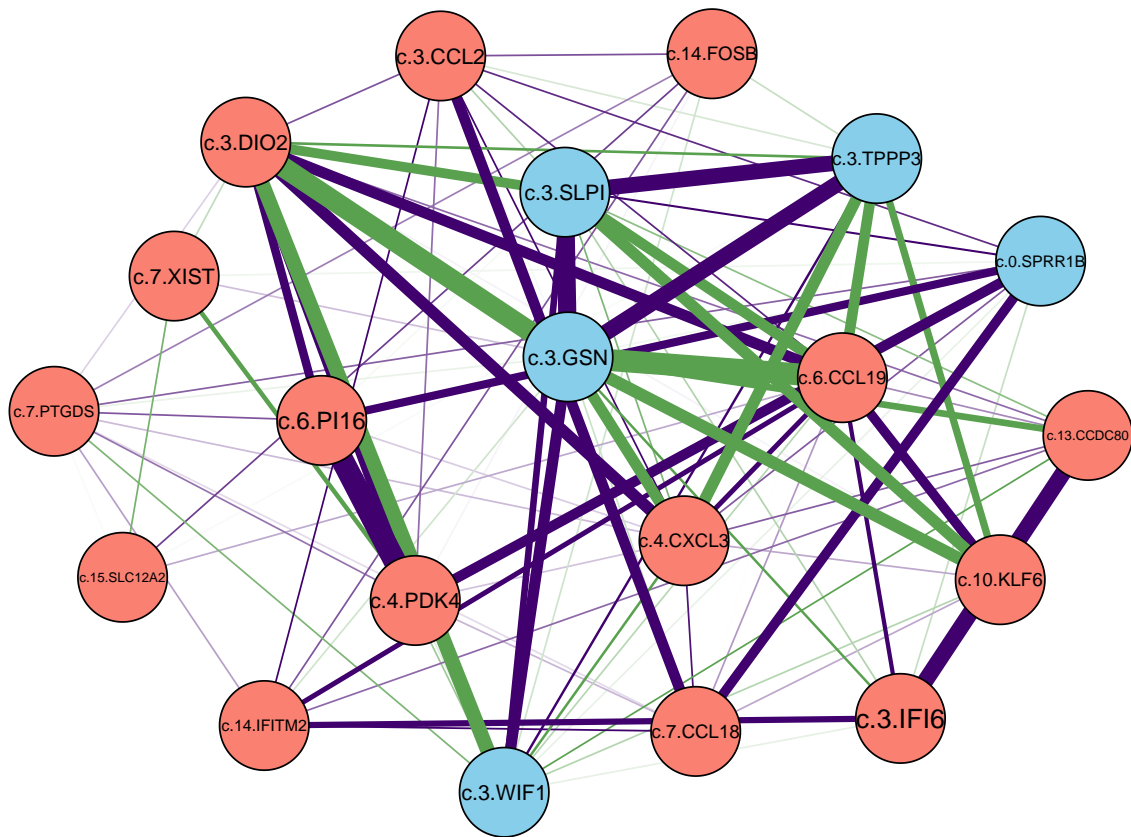 c.3.CCL2
c.14.FOSB
c.3.DIO2
c.3.TPPP3
c.3.SLPI
c.0.SPRR1B
c.7.XIST
c.3.GSN
c.6.CCL19
c.7.PTGDS
c.6.PI16
c.13.CCDC80
c.4.CXCL3
c.15.SLC12A2
c.10.KLF6
c.4.PDK4
c.14.IFITM2
c.7.CCL18
c.3.IFI6
c.3.WIF1